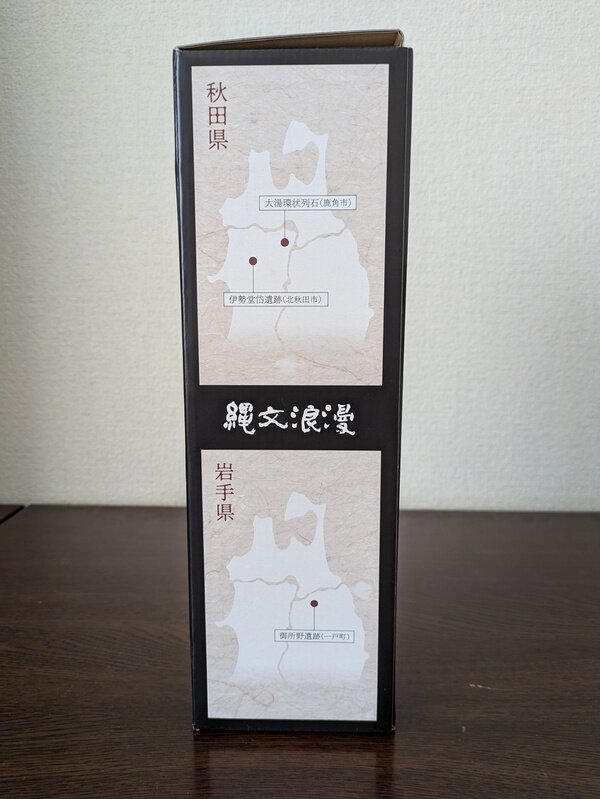 秋田県
大湯環状列石(鹿角市)
伊勢堂岱遺跡(北秋田市)
縄文浪漫
岩手県
御所野遺跡(一戸町)